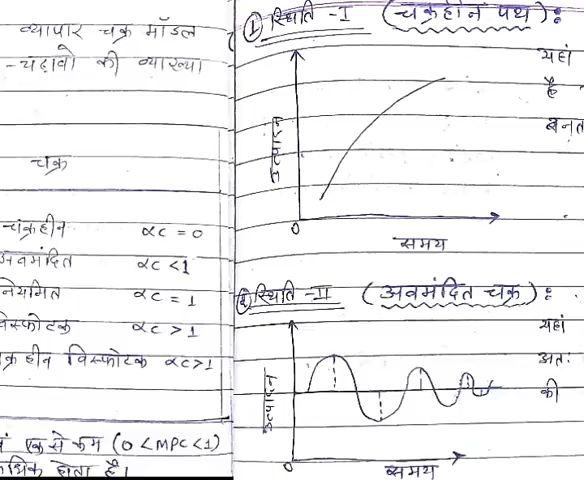 व्यापार चक्र मॉडल
-चढ़ावो की व्याख्या
चक्र
चक्रहीन αc = 0
अवमंदित αc < 1
नियमित αc = 1
विस्फोटक αc > 1
चक्रहीन विस्फोटक αc > 1
एक से कम (0 < MPC < 1)
अधिक होता है।
① स्थिति -I (चक्रहीन पथ):
यहां
है
बनत
उत्पादन
0
समय
② स्थिति -II (अवमंदित चक्र):
यहां
अतः
की
उत्पादन
0
समय